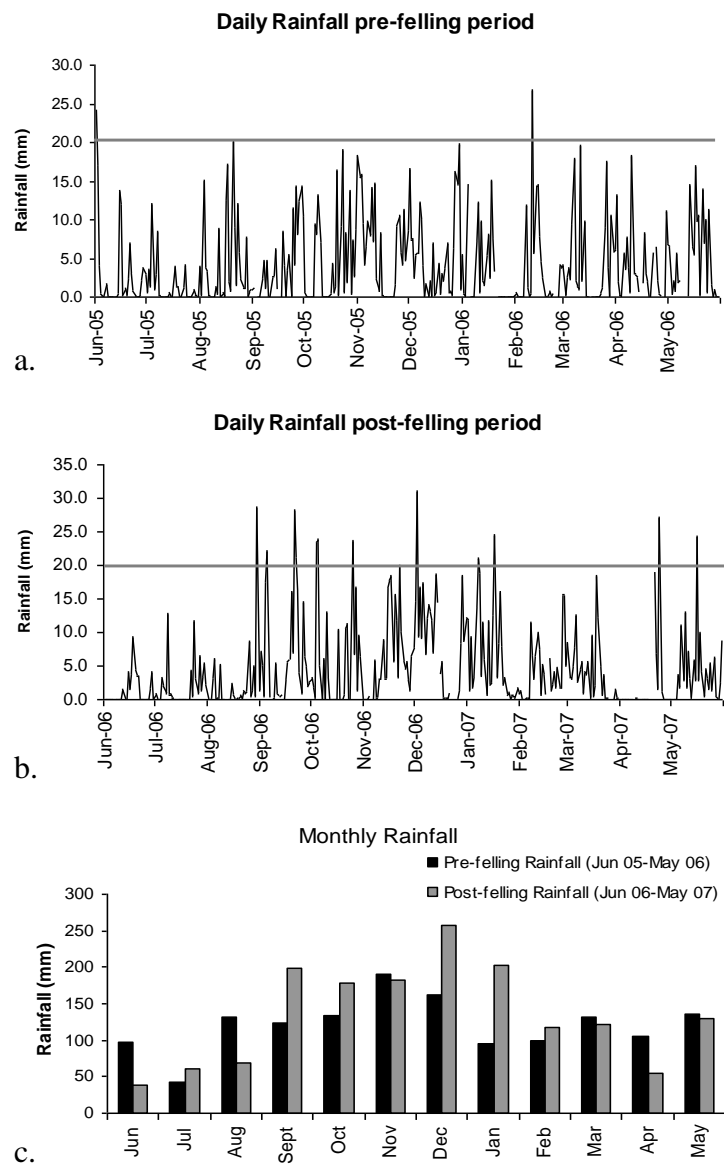 Daily Rainfall pre-felling period
30.0
25.0
20.0
15.0
10.0
5.0
0.0
Rainfall (mm)
Jun-05
Jul-05
Aug-05
Sep-05
Oct-05
Nov-05
Dec-05
Jan-06
Feb-06
Mar-06
Apr-06
May-06
a.
Daily Rainfall post-felling period
35.0
30.0
25.0
20.0
15.0
10.0
5.0
0.0
Rainfall (mm)
Jun-06
Jul-06
Aug-06
Sep-06
Oct-06
Nov-06
Dec-06
Jan-07
Feb-07
Mar-07
Apr-07
May-07
b.
Monthly Rainfall
Pre-felling Rainfall (Jun 05-May 06)
Post-felling Rainfall (Jun 06-May 07)
300
250
200
150
100
50
0
Rainfall (mm)
Jun
Jul
Aug
Sept
Oct
Nov
Dec
Jan
Feb
Mar
Apr
May
c.